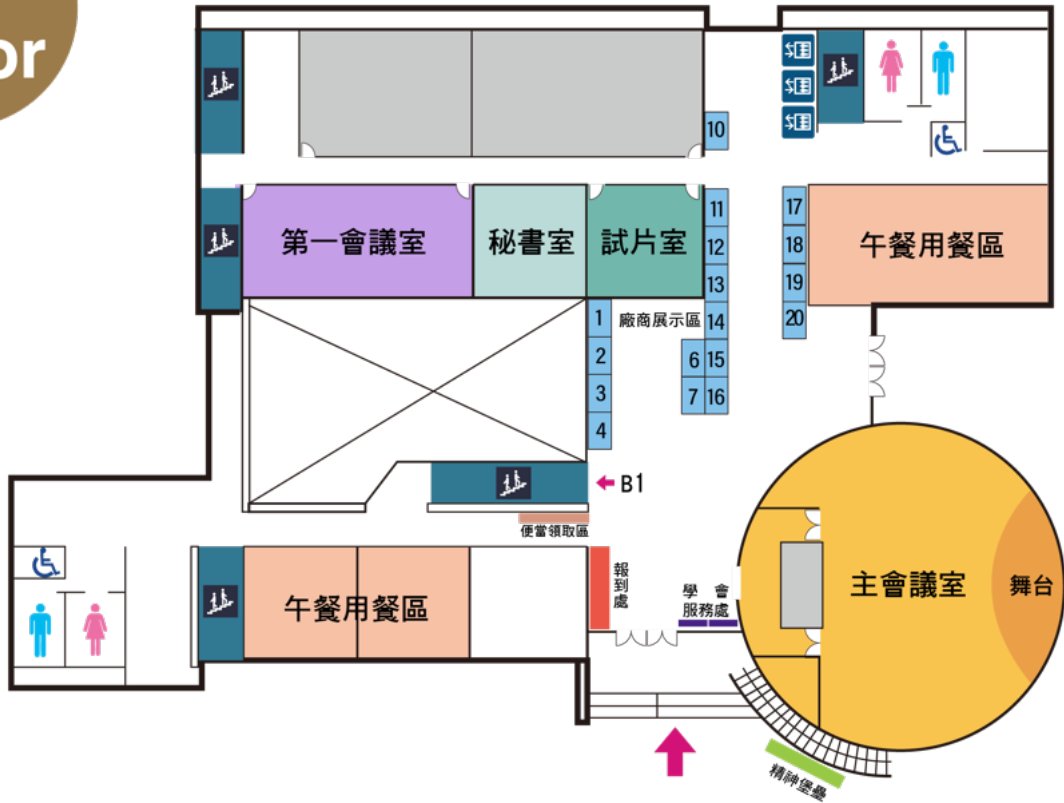 or
10
第一會議室
秘書室
試片室
11
12
13
14
15
16
17
18
19
20
午餐用餐區
1
2
3
4
廠商展示區
6
7
B1
便當領取區
午餐用餐區
報到處
學會
服務處
主會議室
舞台
精神堡壘